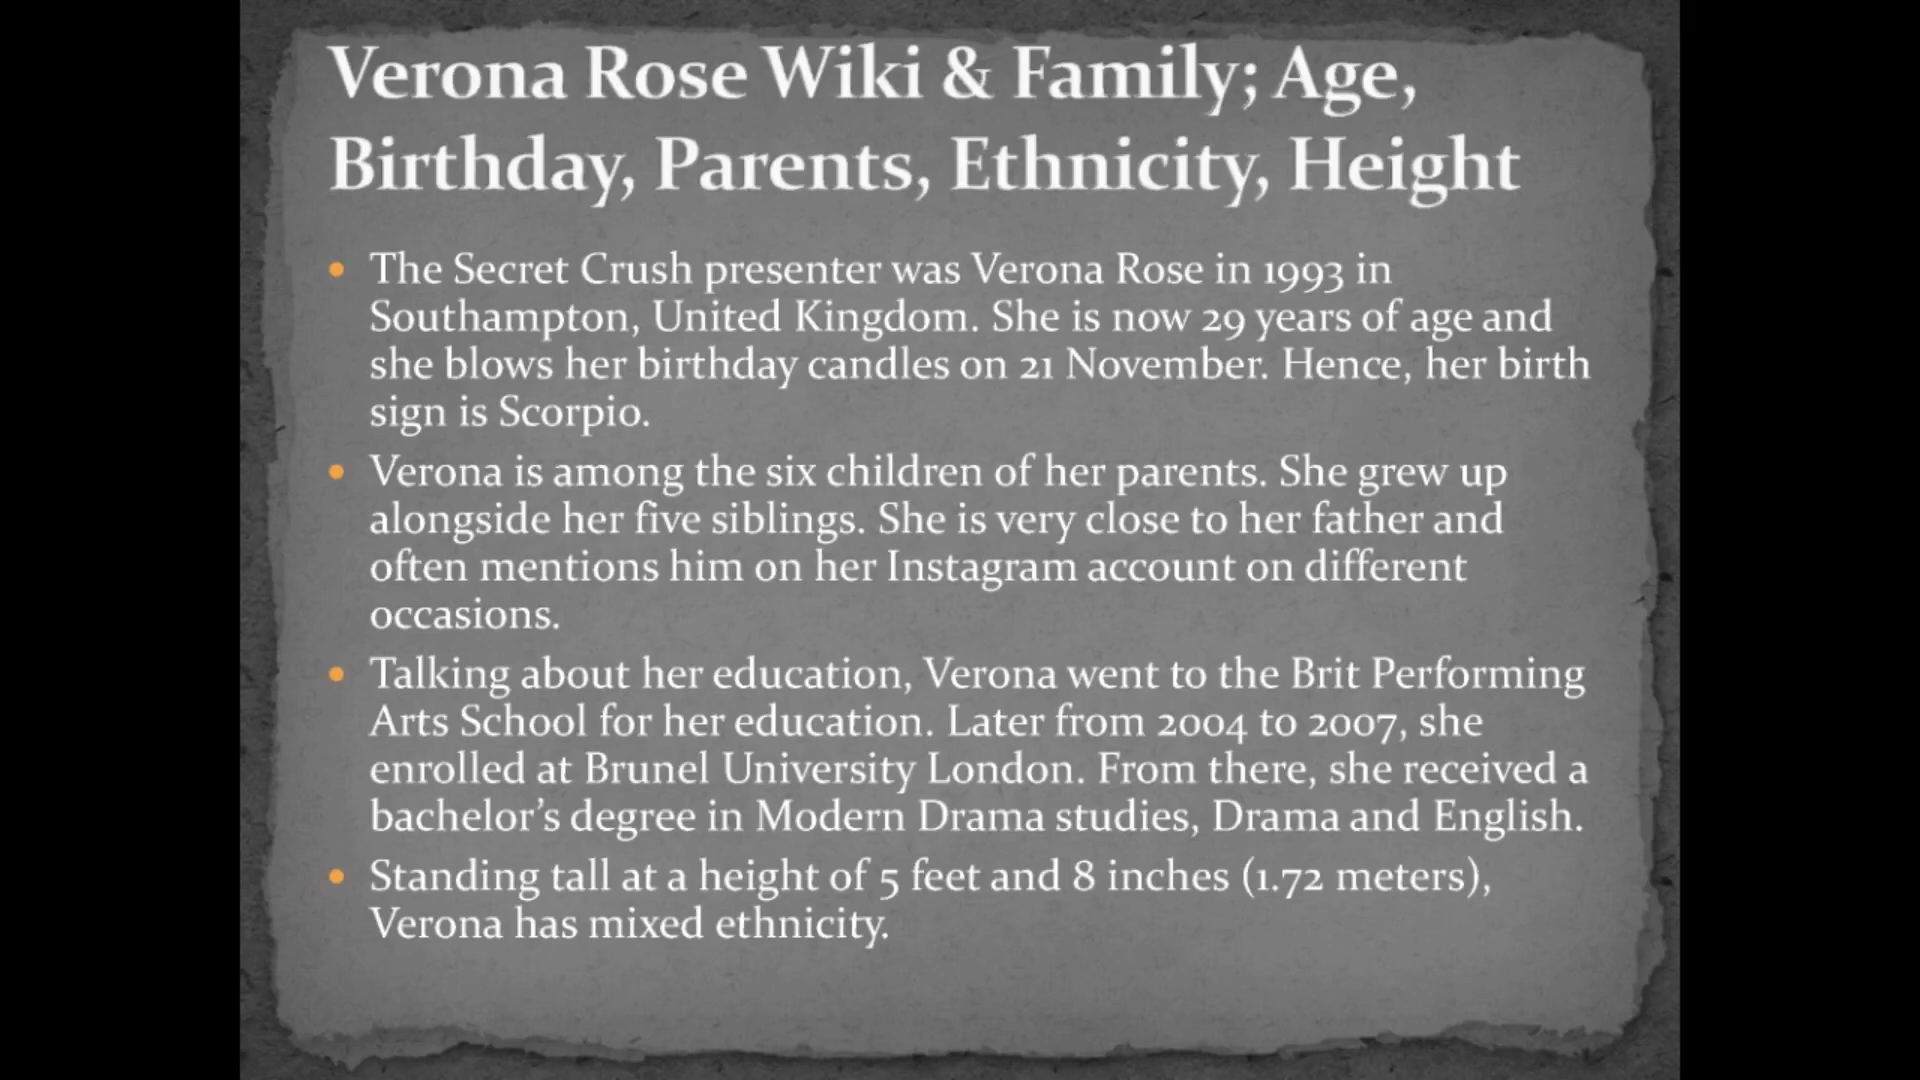 Verona Rose Wiki & Family; Age,
Birthday, Parents, Ethnicity, Height
• The Secret Crush presenter was Verona Rose in 1993 in
Southampton, United Kingdom. She is now 29 years of age and
she blows her birthday candles on 21 November. Hence, her birth
sign is Scorpio.
• Verona is among the six children of her parents. She grew up
alongside her five siblings. She is very close to her father and
often mentions him on her Instagram account on different
occasions.
• Talking about her education, Verona went to the Brit Performing
Arts School for her education. Later from 2004 to 2007, she
enrolled at Brunel University London. From there, she received a
bachelor’s degree in Modern Drama studies, Drama and English.
• Standing tall at a height of 5 feet and 8 inches (1.72 meters),
Verona has mixed ethnicity.